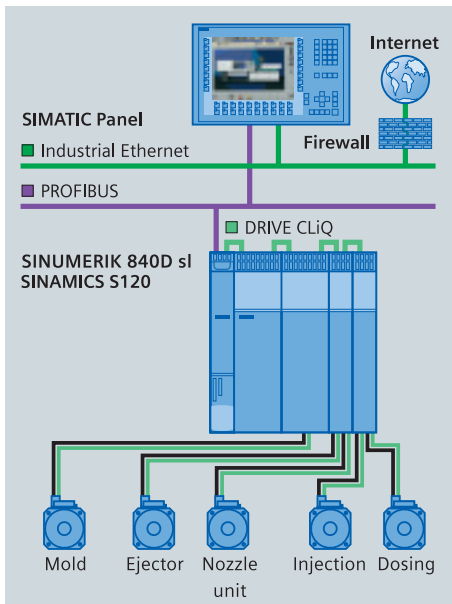 Internet
SIMATIC Panel
Industrial Ethernet
Firewall
PROFIBUS
DRIVE CLiQ
SINUMERIK 840D sl
SINAMICS S120
Mold Ejector Nozzle Injection Dosing
unit